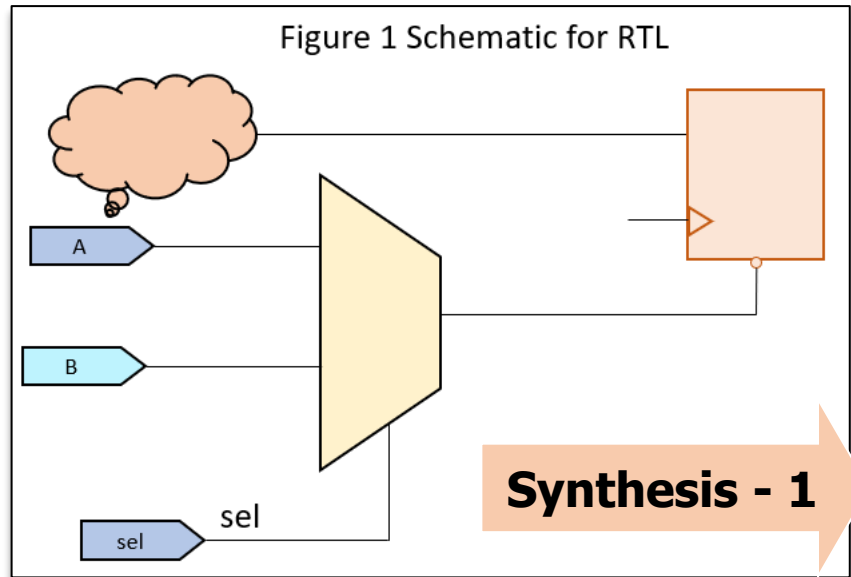 Figure 1 Schematic for RTL
A
B
sel
sel
Synthesis - 1